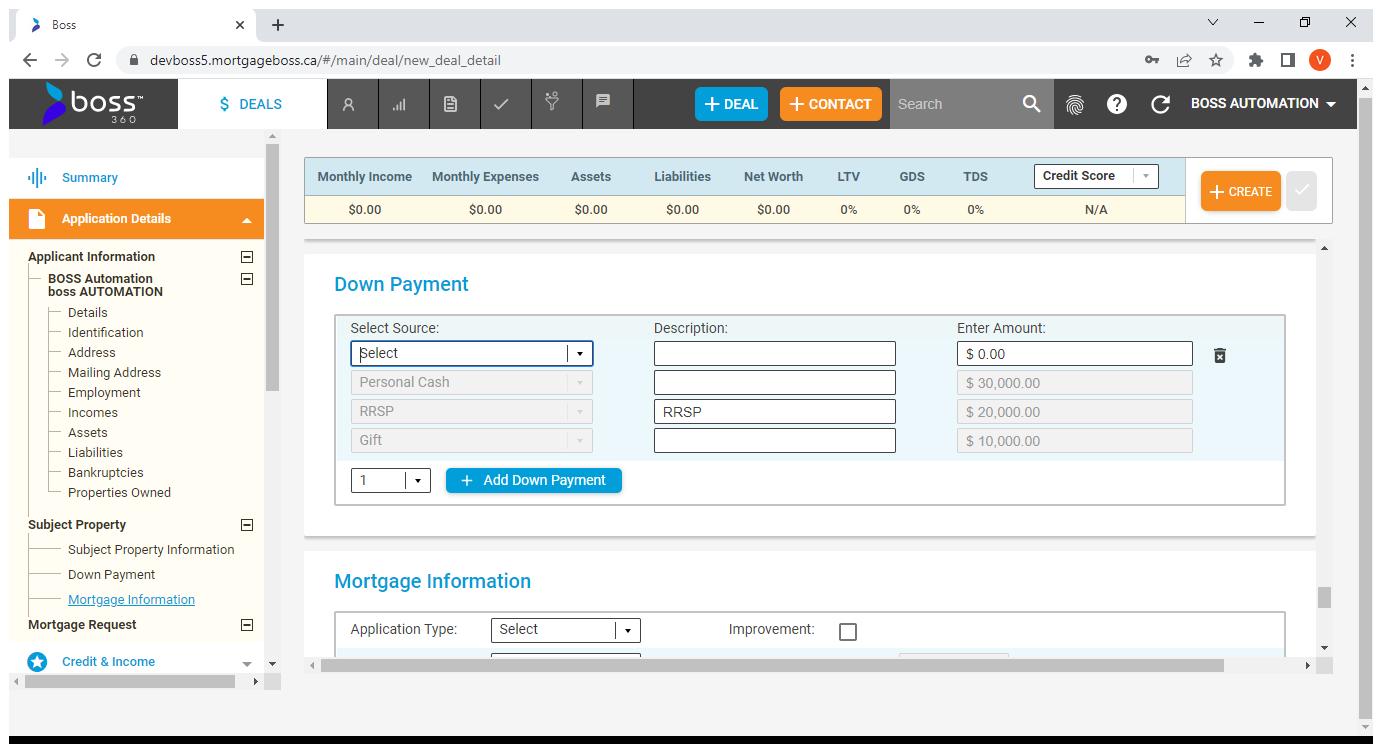 Boss
devboss5.mortgageboss.ca/#/main/deal/new_deal_detail
V
boss™
360
$ DEALS
+ DEAL
+ CONTACT
Search
?
BOSS AUTOMATION
Summary
Application Details
Applicant Information
BOSS Automation
boss AUTOMATION
Details
Identification
Address
Mailing Address
Employment
Incomes
Assets
Liabilities
Bankruptcies
Properties Owned
Subject Property
Subject Property Information
Down Payment
Mortgage Information
Mortgage Request
Credit & Income
Monthly Income Monthly Expenses Assets Liabilities Net Worth LTV GDS TDS Credit Score
$0.00 $0.00 $0.00 $0.00 $0.00 0% 0% 0% N/A
+ CREATE
Down Payment
Select Source: Description: Enter Amount:
Select $ 0.00
Personal Cash $ 30,000.00
RRSP RRSP $ 20,000.00
Gift $ 10,000.00
1 + Add Down Payment
Mortgage Information
Application Type: Select Improvement: